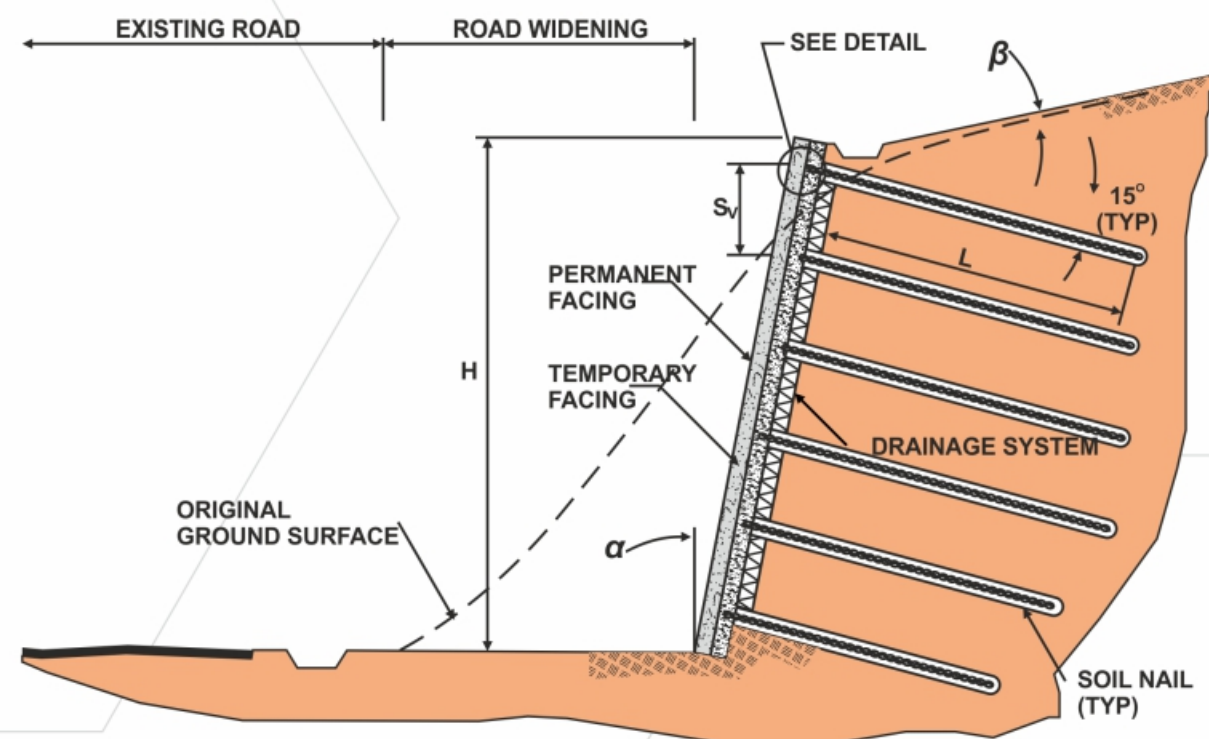 EXISTING ROAD
ROAD WIDENING
SEE DETAIL
β
15°
(TYP)
Sv
L
PERMANENT
FACING
H
TEMPORARY
FACING
DRAINAGE SYSTEM
ORIGINAL
GROUND SURFACE
α
SOIL NAIL
(TYP)